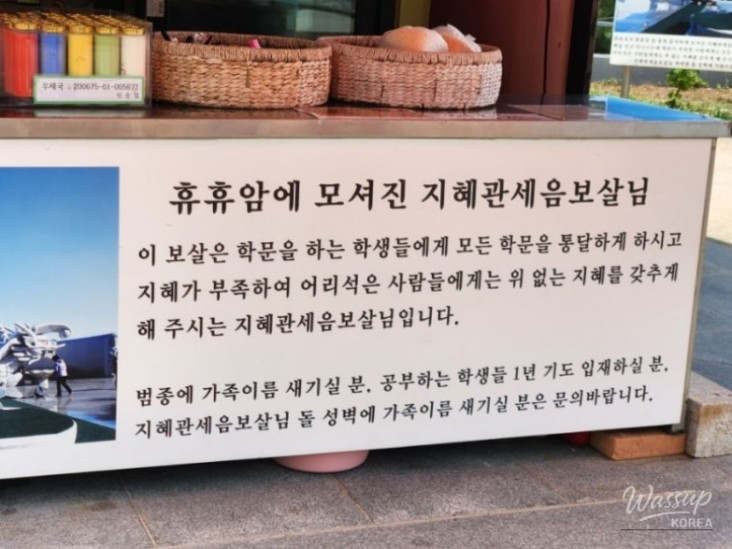 우체국 : 200675-01-005672
휴휴암에 모셔진 지혜관세음보살님
이 보살은 학문을 하는 학생들에게 모든 학문을 통달하게 하시고
지혜가 부족하여 어리석은 사람들에게는 위 없는 지혜를 갖추게
해 주시는 지혜관세음보살님입니다.
범종에 가족이름 새기실 분, 공부하는 학생들 1년 기도 입재하실 분,
지혜관세음보살님 돌 성벽에 가족이름 새기실 분은 문의바랍니다.
Wassup
KOREA